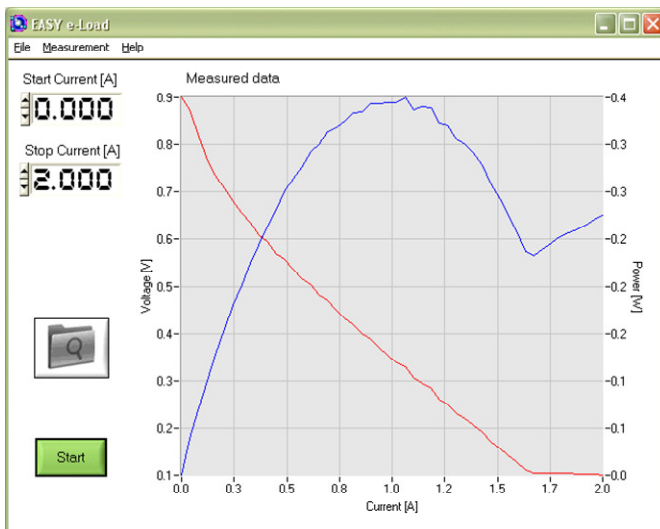 EASY e-Load
File Measurement Help
Start Current [A]
0.000
Stop Current [A]
2.000
Start
Measured data
0.9-
0.8-
0.7-
0.6-
0.5-
0.4-
0.3-
0.2-
0.1-
Voltage [V]
-0.4
-0.3
-0.3
-0.2
-0.2
-0.1
-0.1
-0.0
Power [W]
0.0 0.3 0.5 0.8 1.0 1.2 1.5 1.7 2.0
Current [A]